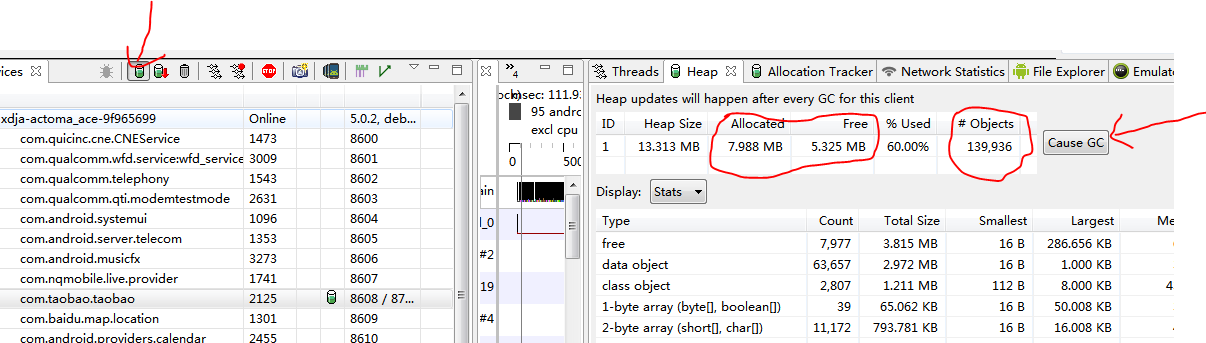 vices
4
Threads Heap Allocation Tracker Network Statistics File Explorer Emulato
Heap updates will happen after every GC for this client
ID Heap Size Allocated Free % Used # Objects
1 13.313 MB 7.988 MB 5.325 MB 60.00% 139,936
Cause GC
Display: Stats
Type Count Total Size Smallest Largest Me
free 7,977 3.815 MB 16 B 286.656 KB
data object 63,657 2.972 MB 16 B 1.000 KB
class object 2,807 1.211 MB 112 B 8.000 KB 4
1-byte array (byte[], boolean[]) 39 65.062 KB 16 B 50.008 KB
2-byte array (short[], char[]) 11,172 793.781 KB 16 B 16.008 KB
xdja-actoma_ace-9f965699 Online 5.0.2, deb...
com.quicinc.cne.CNEService 1473 8600
com.qualcomm.wfd.service:wfd_service 3009 8601
com.qualcomm.telephony 1542 8602
com.qualcomm.qti.modemtestmode 2631 8603
com.android.systemui 1096 8604
com.android.server.telecom 1353 8605
com.android.musicfx 3273 8606
com.nqmobile.live.provider 1741 8607
com.taobao.taobao 2125 8608 / 87...
com.baidu.map.location 1301 8609
com.android.providers.calendar 2455 8610
msec: 111.93
95 andro
excl cpu
0 500
ain
_0
#2
19
#4